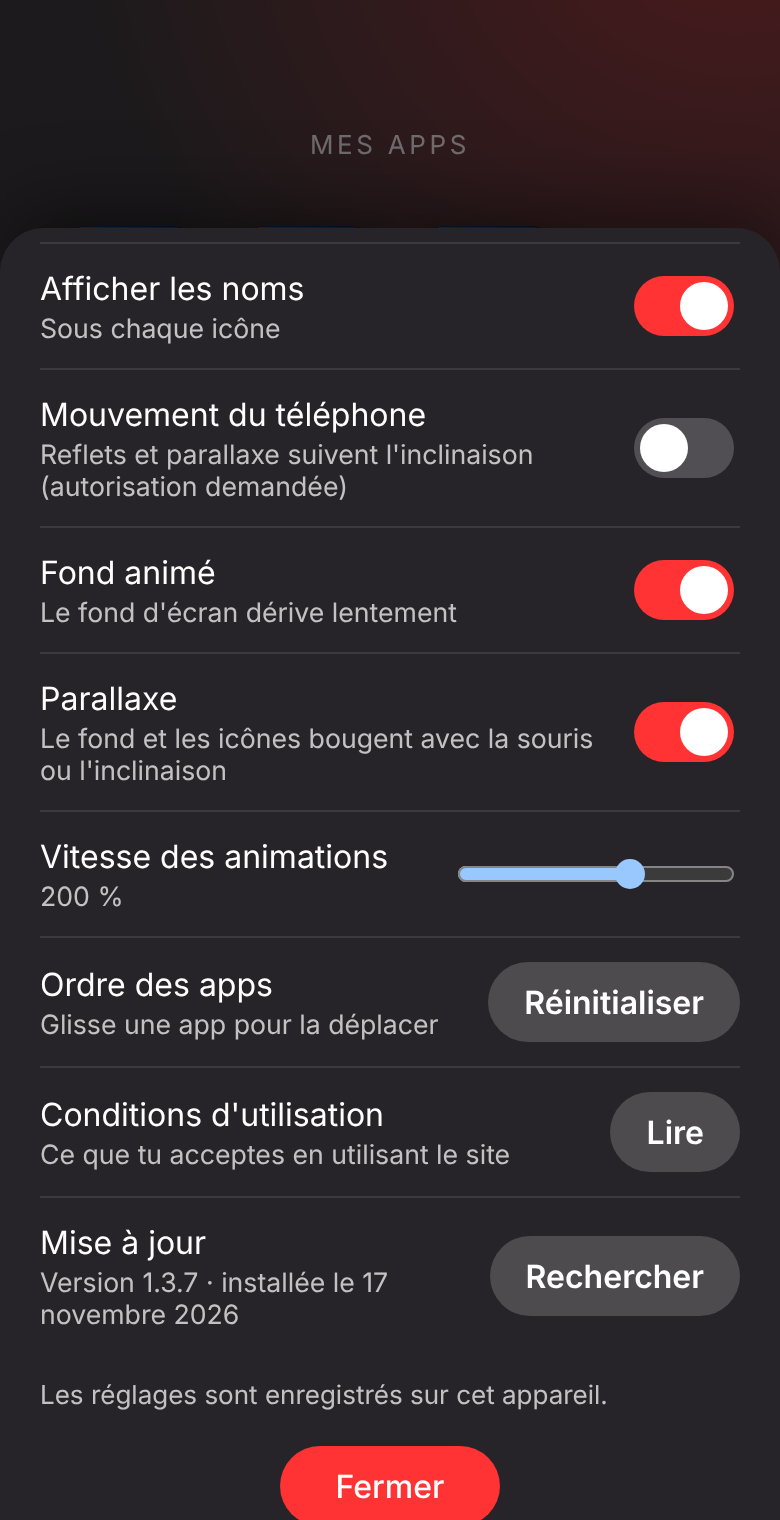 MES APPS
Afficher les noms
Sous chaque icône
Mouvement du téléphone
Reflets et parallaxe suivent l'inclinaison
(autorisation demandée)
Fond animé
Le fond d'écran dérive lentement
Parallaxe
Le fond et les icônes bougent avec la souris
ou l'inclinaison
Vitesse des animations
200 %
Ordre des apps
Glisse une app pour la déplacer
Réinitialiser
Conditions d'utilisation
Ce que tu acceptes en utilisant le site
Lire
Mise à jour
Version 1.3.7 · installée le 17
novembre 2026
Rechercher
Les réglages sont enregistrés sur cet appareil.
Fermer